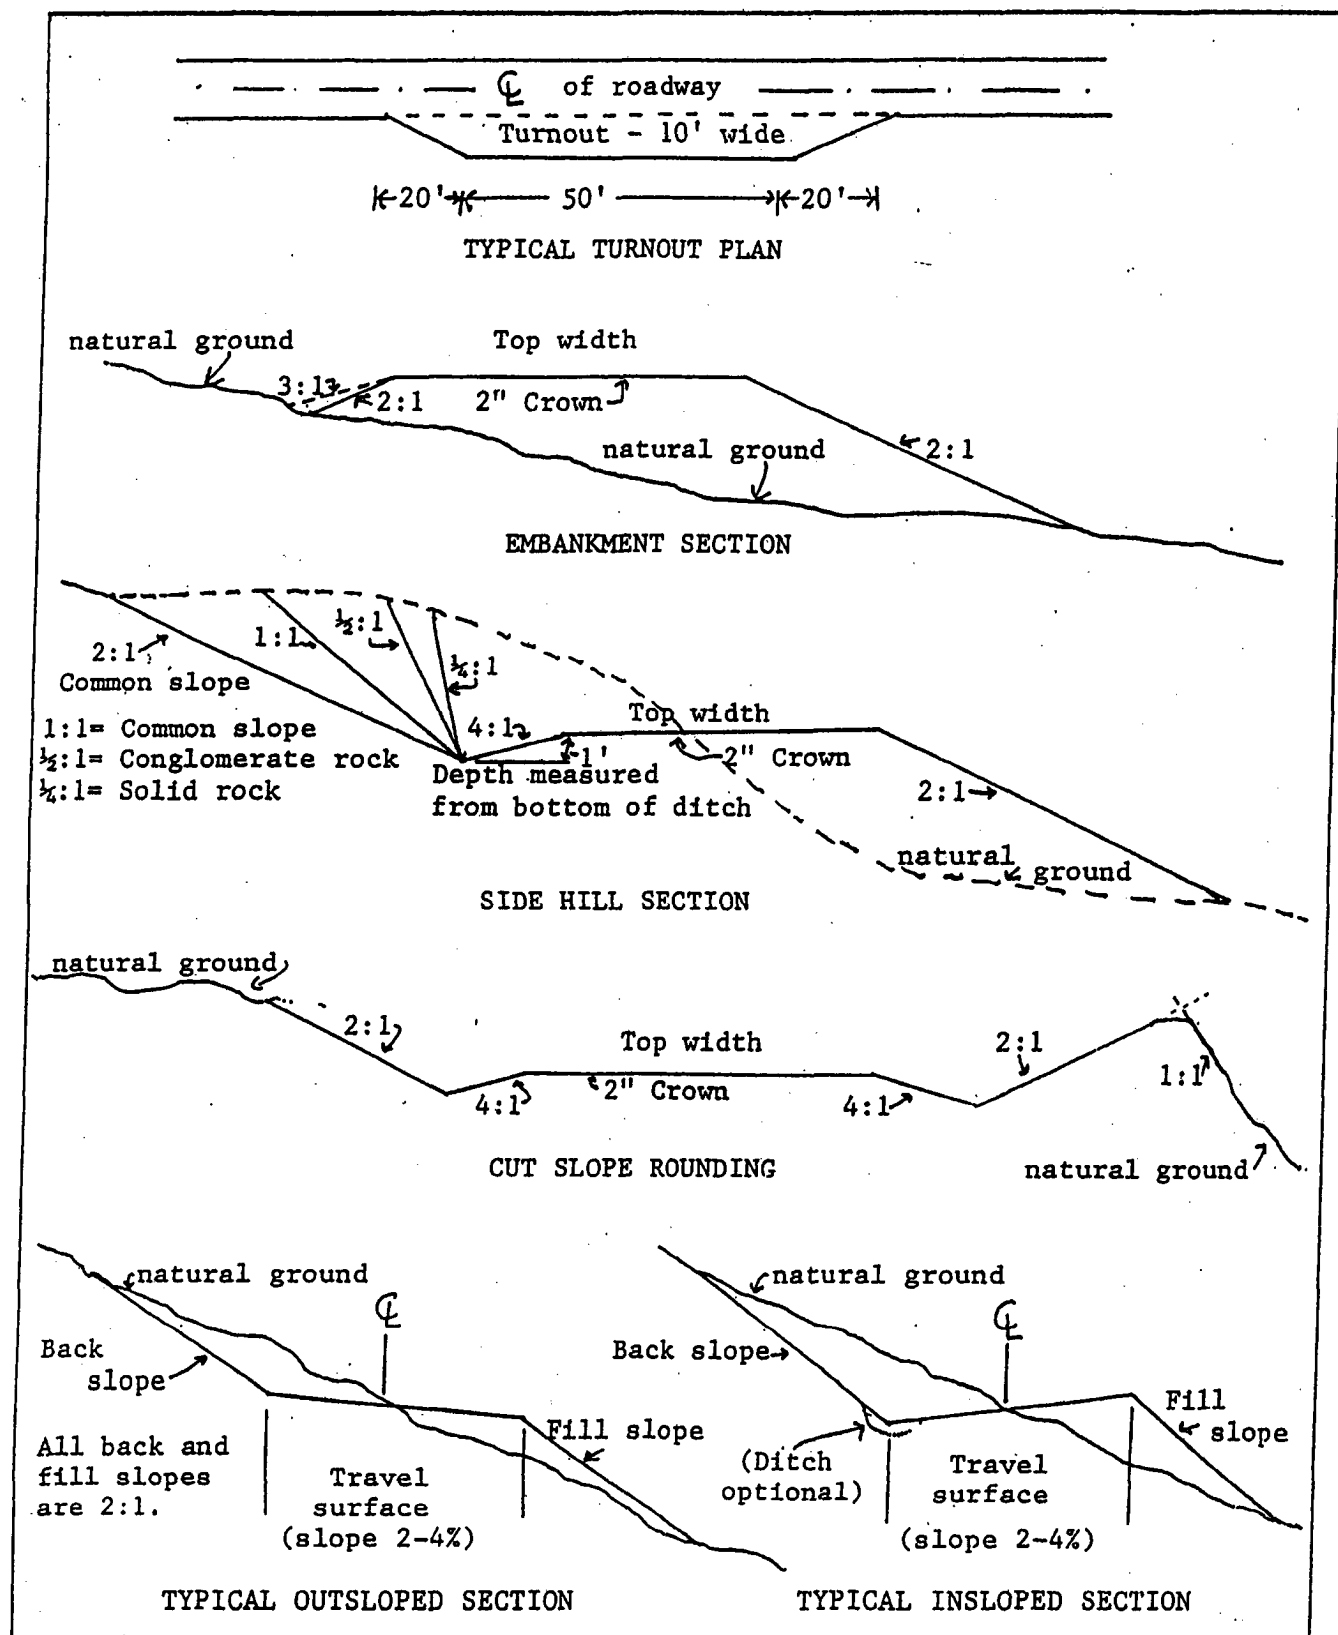 ℄ of roadway
Turnout - 10' wide
20' 50' 20'
TYPICAL TURNOUT PLAN
natural ground
Top width
3:1
2:1
2" Crown
natural ground
2:1
EMBANKMENT SECTION
2:1
Common slope
1:1
½:1
¼:1
1:1= Common slope
½:1= Conglomerate rock
¼:1= Solid rock
4:1
Top width
1'
2" Crown
Depth measured
from bottom of ditch
2:1
natural
ground
SIDE HILL SECTION
natural ground
2:1
Top width
2:1
4:1
2" Crown
4:1
1:1
CUT SLOPE ROUNDING
natural ground
natural ground
℄
Back
slope
Fill slope
All back and
fill slopes
are 2:1.
Travel
surface
(slope 2-4%)
TYPICAL OUTSLOPED SECTION
natural ground
℄
Back slope
Fill
slope
(Ditch
optional)
Travel
surface
(slope 2-4%)
TYPICAL INSLOPED SECTION